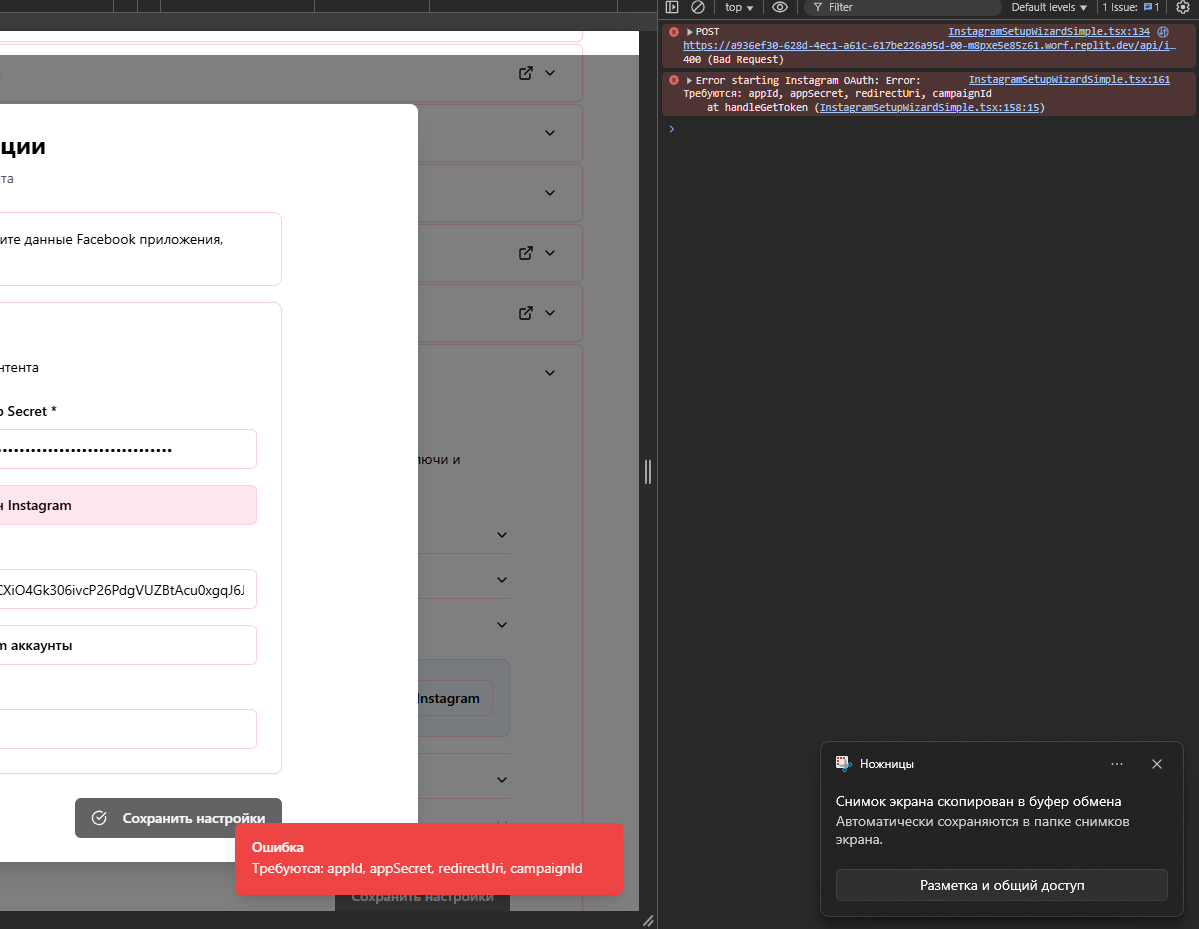 top
Filter
Default levels
1 Issue:
1
POST
InstagramSetupWizardSimple.tsx:134
https://a936ef30-628d-4ec1-a61c-617be226a95d-00-m8pxe5e85z61.worf.replit.dev/api/i…
400 (Bad Request)
Error starting Instagram OAuth: Error:
InstagramSetupWizardSimple.tsx:161
Требуются: appId, appSecret, redirectUri, campaignId
at handleGetToken (InstagramSetupWizardSimple.tsx:158:15)
ции
та
ите данные Facebook приложения,
нтента
Secret *
лючи и
н Instagram
CXiO4Gk306ivcP26PdgVUZBtAcu0xgqJ6J
m аккаунты
Instagram
Сохранить настройки
Ошибка
Требуются: appId, appSecret, redirectUri, campaignId
Сохранить настройки
Ножницы
Снимок экрана скопирован в буфер обмена
Автоматически сохраняются в папке снимков
экрана.
Разметка и общий доступ